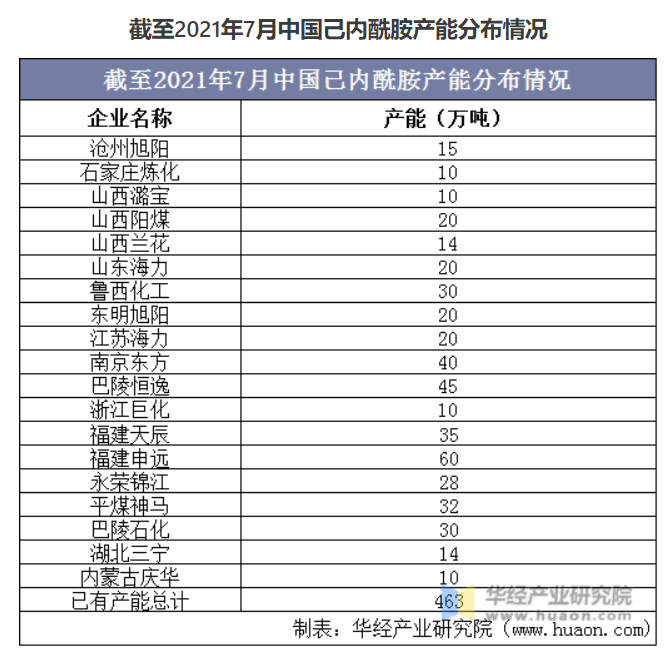 截至2021年7月中国己内酰胺产能分布情况
截至2021年7月中国己内酰胺产能分布情况
企业名称 产能（万吨）
沧州旭阳 15
石家庄炼化 10
山西潞宝 10
山西阳煤 20
山西兰花 14
山东海力 20
鲁西化工 30
东明旭阳 20
江苏海力 20
南京东方 40
巴陵恒逸 45
浙江巨化 10
福建天辰 35
福建申远 60
永荣锦江 28
平煤神马 32
巴陵石化 30
湖北三宁 14
内蒙古庆华 10
已有产能总计 463
华经产业研究院
www.huaon.com
制表：华经产业研究院（www.huaon.com）